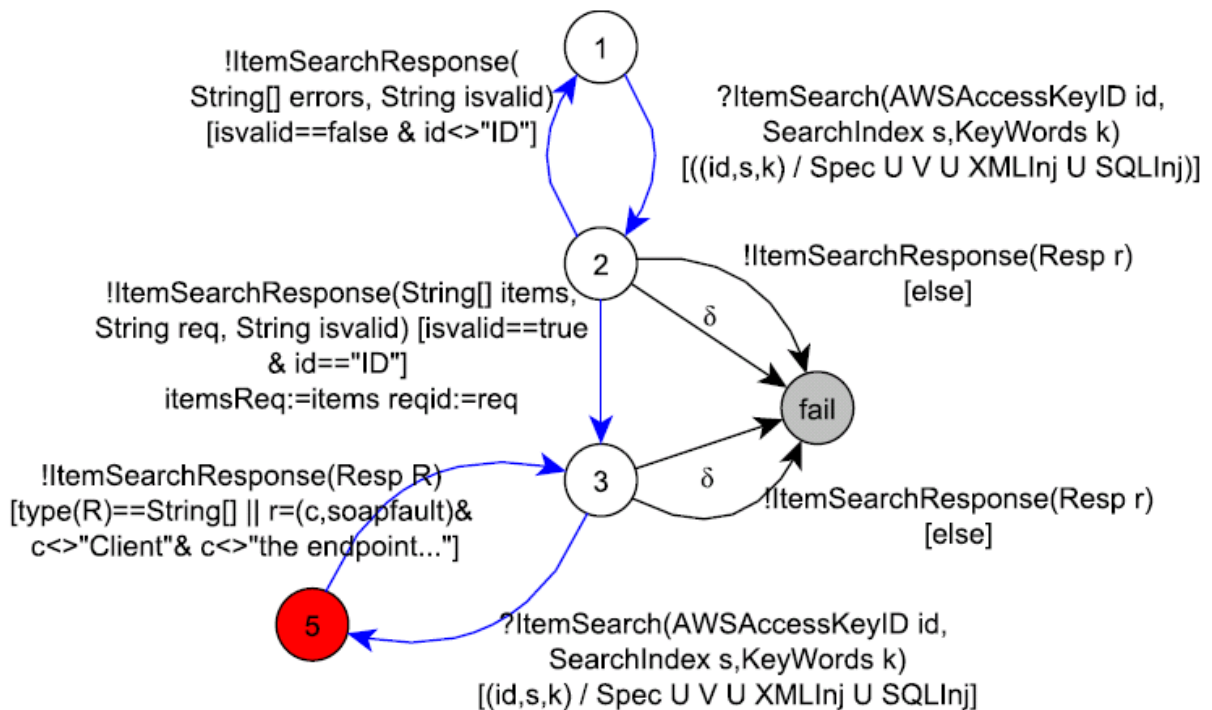 1
!ItemSearchResponse(
String[] errors, String isvalid)
[isvalid==false & id<>"ID"]
?ItemSearch(AWSAccessKeyID id,
SearchIndex s,KeyWords k)
[((id,s,k) / Spec U V U XMLInj U SQLInj)]
2
!ItemSearchResponse(Resp r)
[else]
!ItemSearchResponse(String[] items,
String req, String isvalid) [isvalid==true
& id=="ID"]
itemsReq:=items reqid:=req
δ
fail
3
δ
!ItemSearchResponse(Resp r)
[else]
!ItemSearchResponse(Resp R)
[type(R)==String[] || r=(c,soapfault)&
c<>"Client"& c<>"the endpoint..."]
5
?ItemSearch(AWSAccessKeyID id,
SearchIndex s,KeyWords k)
[(id,s,k) / Spec U V U XMLInj U SQLInj]